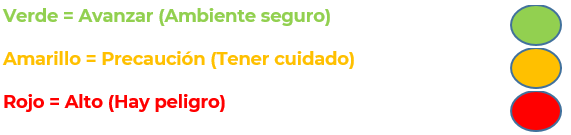 Verde = Avanzar (Ambiente seguro)
Amarillo = Precaución (Tener cuidado)
Rojo = Alto (Hay peligro)